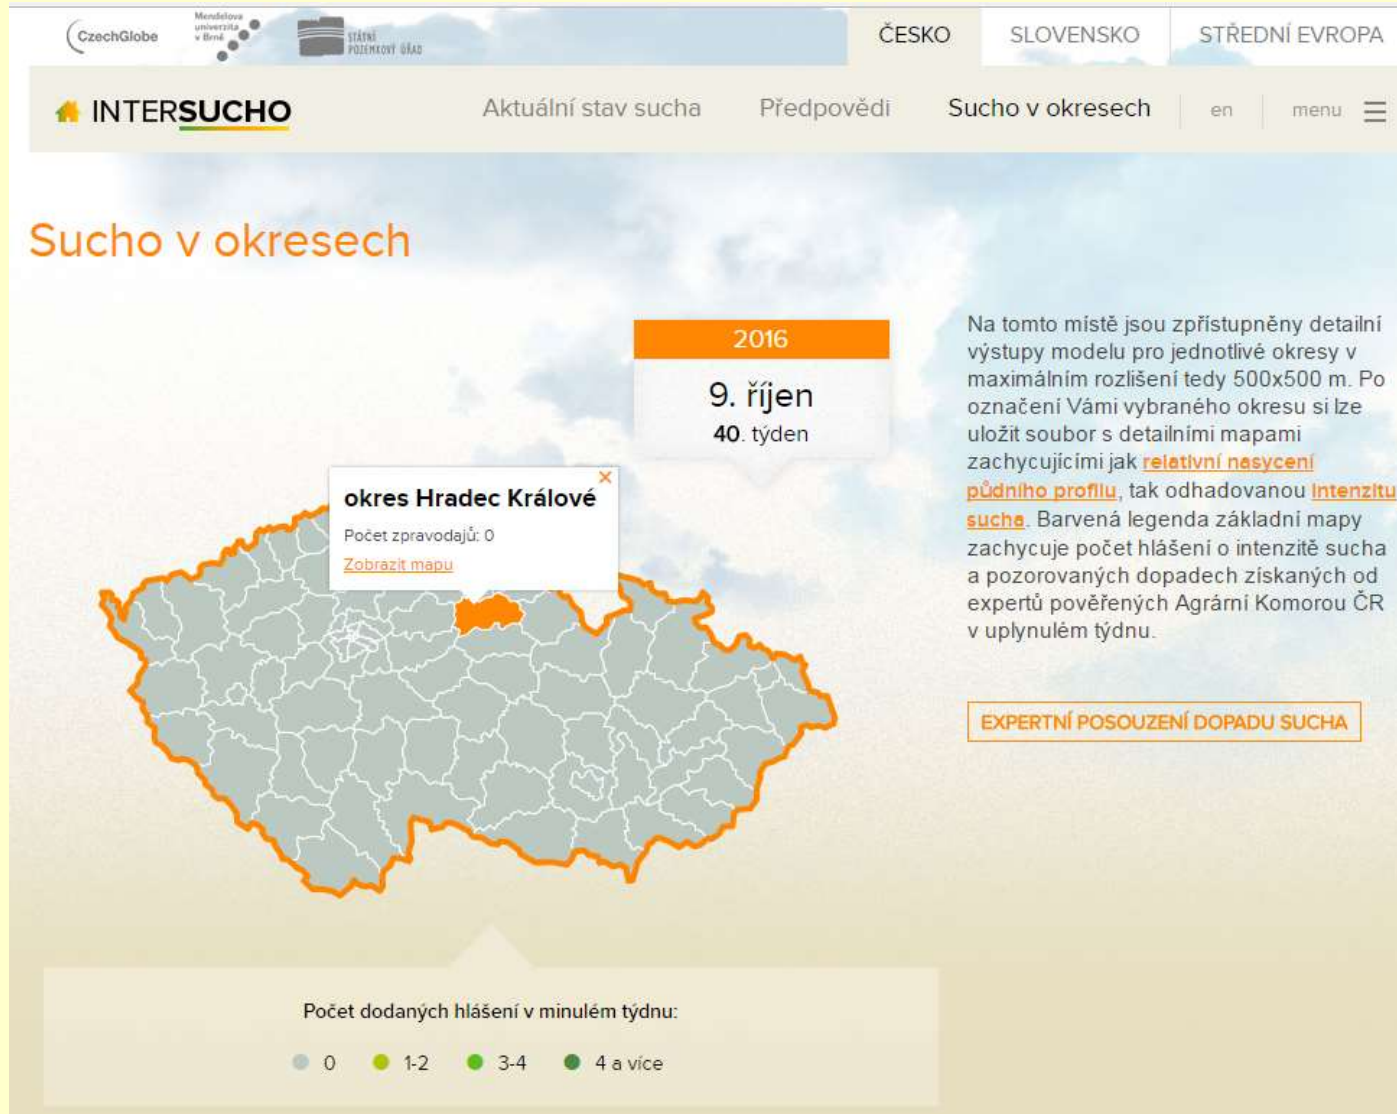 CzechGlobe
Mendelova
univerzita
v Brně
STÁTNÍ
POZEMKOVÝ ÚŘAD
ČESKO
SLOVENSKO
STŘEDNÍ EVROPA
INTERSUCHO
Aktuální stav sucha
Předpovědi
Sucho v okresech
en
menu
Sucho v okresech
2016
9. říjen
40. týden
okres Hradec Králové
Počet zpravodajů: 0
Zobrazit mapu
Na tomto místě jsou zpřístupněny detailní
výstupy modelu pro jednotlivé okresy v
maximálním rozlišení tedy 500x500 m. Po
označení Vámi vybraného okresu si lze
uložit soubor s detailními mapami
zachycujícími jak relativní nasycení
půdního profilu, tak odhadovanou intenzitu
sucha. Barvená legenda základní mapy
zachycuje počet hlášení o intenzitě sucha
a pozorovaných dopadech získaných od
expertů pověřených Agrární Komorou ČR
v uplynulém týdnu.
EXPERTNÍ POSOUZENÍ DOPADU SUCHA
Počet dodaných hlášení v minulém týdnu:
0 1-2 3-4 4 a více